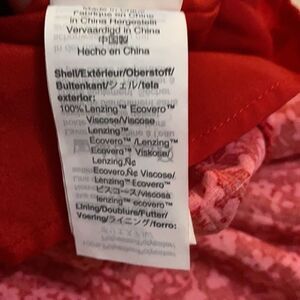 Made in China
Fabriqué en Chine
In China Hergestellt
Vervaardigd in China
中国製
Hecho en China
Shell/Extérieur/Oberstoff/
Buitenkant/シェル/tela
exterior:
100% Lenzing™ Ecovero™
Viscose/Viscose
Lenzing™
Ecovero™/Lenzing™
Ecovero™ Viskose/
Lenzing‚Ñ¢
Ecovero‚Ñ¢ Viscose/
Lenzing™ Ecovero™
ビスコース/viscosa
lenzing™ ecovero™
Lining/Doublure/Futter/
Voering/ライニング/forro: